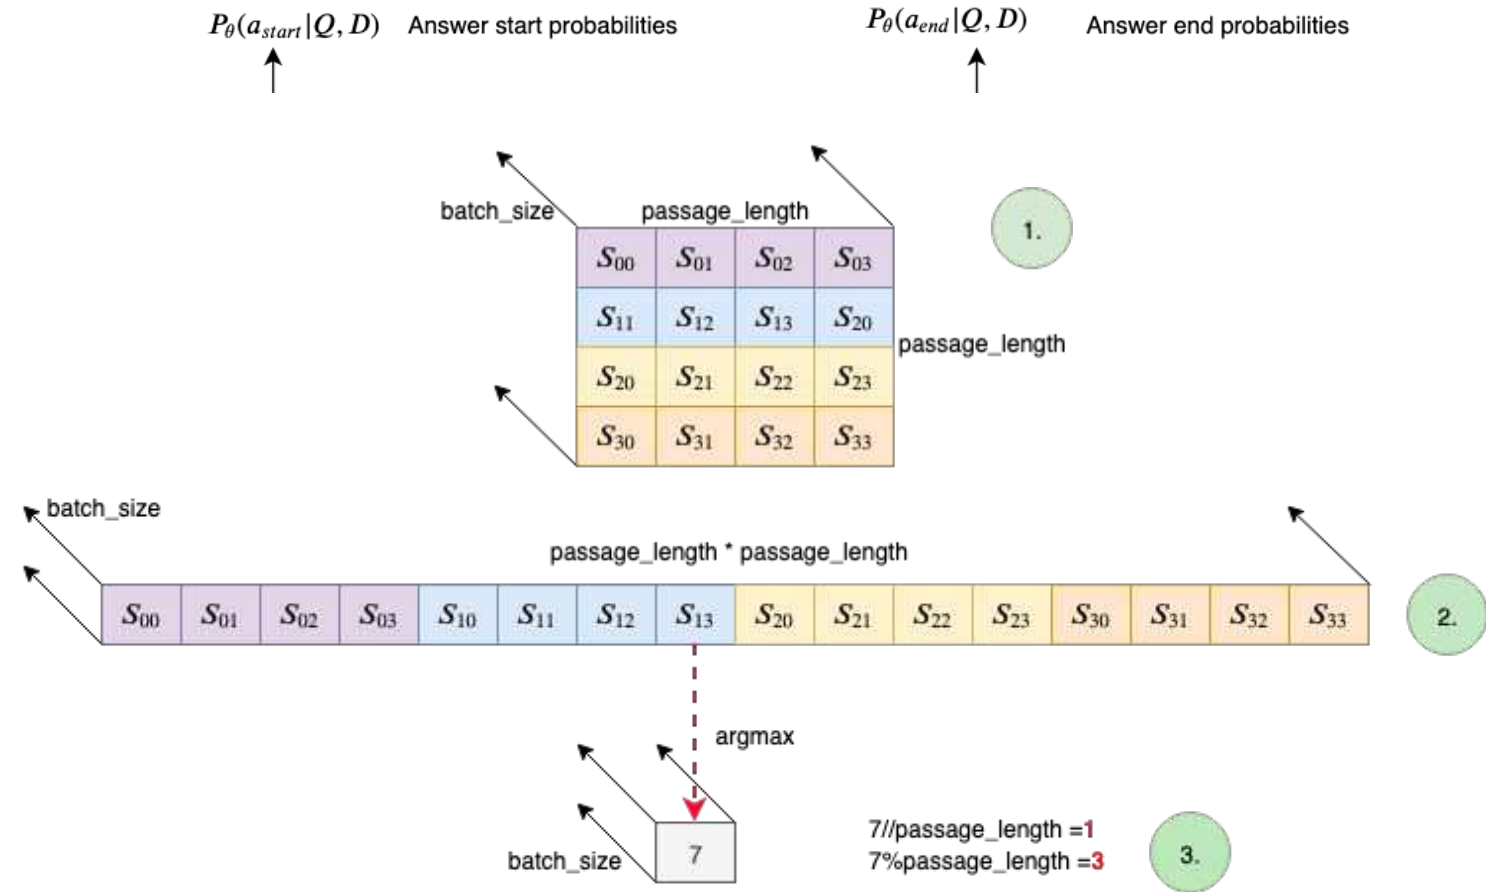 Pθ(a_start|Q, D) Answer start probabilities Pθ(a_end|Q, D) Answer end probabilities
batch_size passage_length 1.
S00 S01 S02 S03
S11 S12 S13 S20
passage_length
S20 S21 S22 S23
S30 S31 S32 S33
batch_size
passage_length * passage_length
S00 S01 S02 S03 S10 S11 S12 S13 S20 S21 S22 S23 S30 S31 S32 S33 2.
argmax
7//passage_length =1
7 3.
batch_size 7%passage_length =3